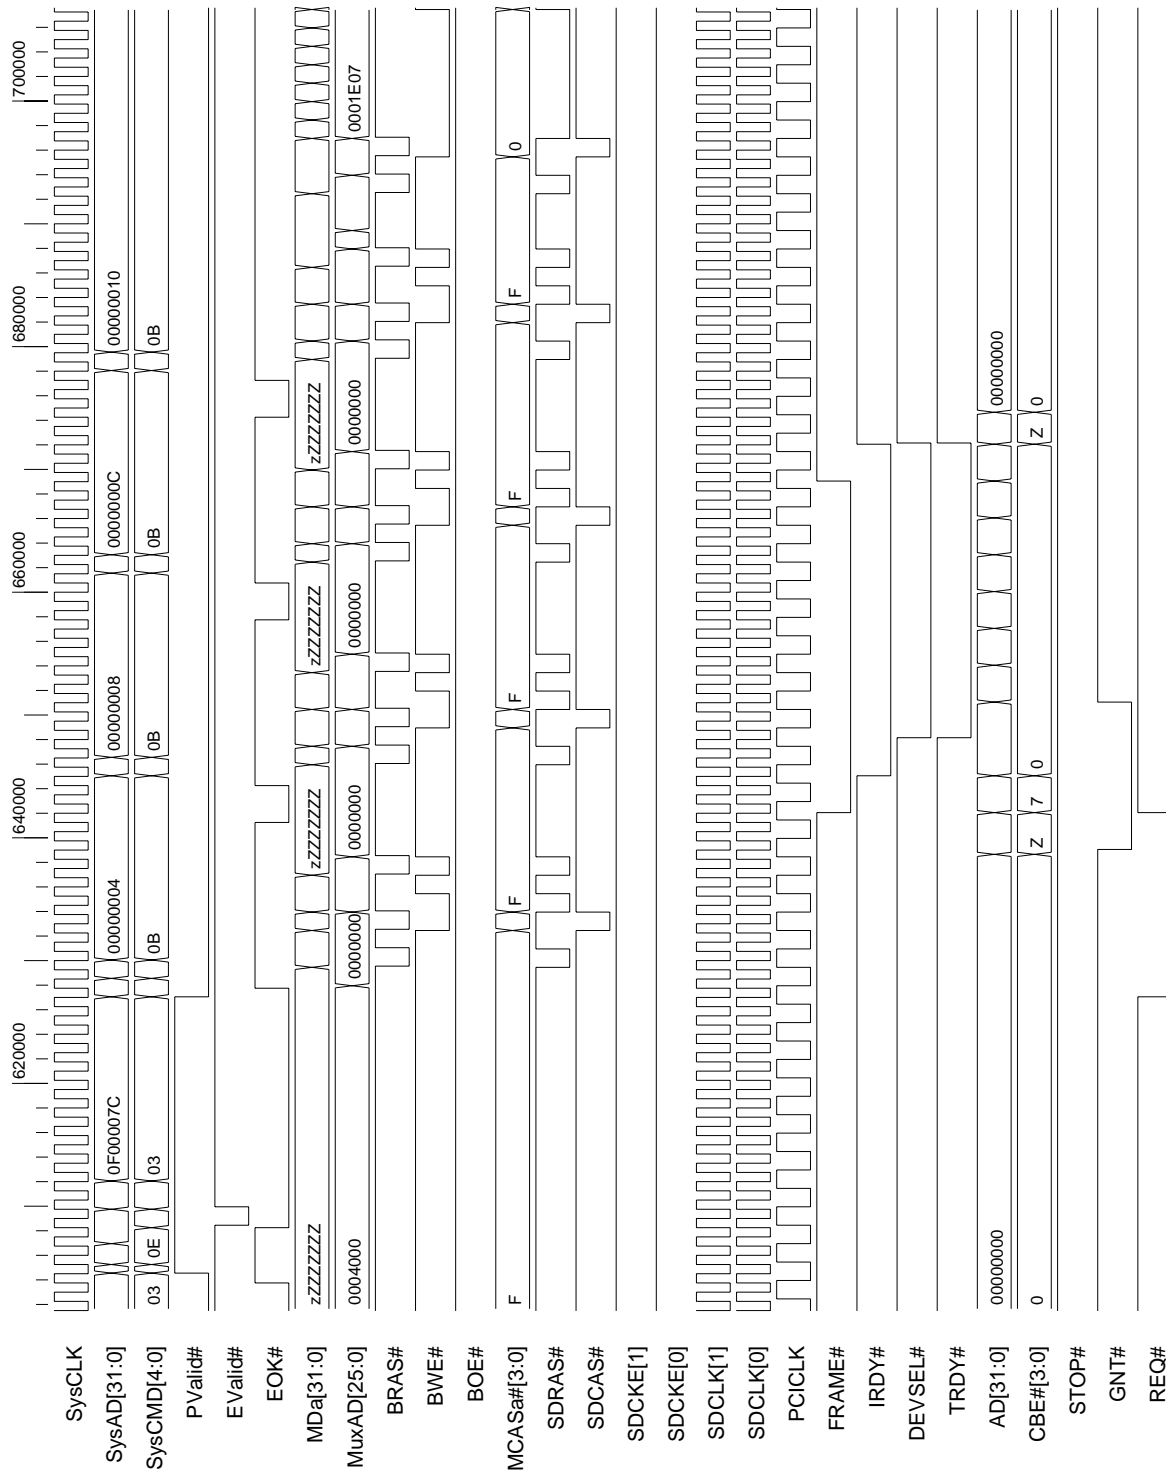 620000 640000 660000 680000 700000
SysCLK
SysAD[31:0] 0F00007C 00000004 00000008 0000000C 00000010
SysCMD[4:0] 03 0E 03 0B 0B 0B 0B
PValid#
EValid#
EOK#
MDa[31:0] zZZZZZZZ zZZZZZZZ zZZZZZZZ zZZZZZZZ
MuxAD[25:0] 0004000 0000000 0000000 0000000 0000000 0001E07
BRAS#
BWE#
BOE#
MCASa#[3:0] F F F F F 0
SDRAS#
SDCAS#
SDCKE[1]
SDCKE[0]
SDCLK[1]
SDCLK[0]
PCICLK
FRAME#
IRDY#
DEVSEL#
TRDY#
AD[31:0] 00000000 00000000
CBE#[3:0] 0 Z 7 0 Z 0
STOP#
GNT#
REQ#